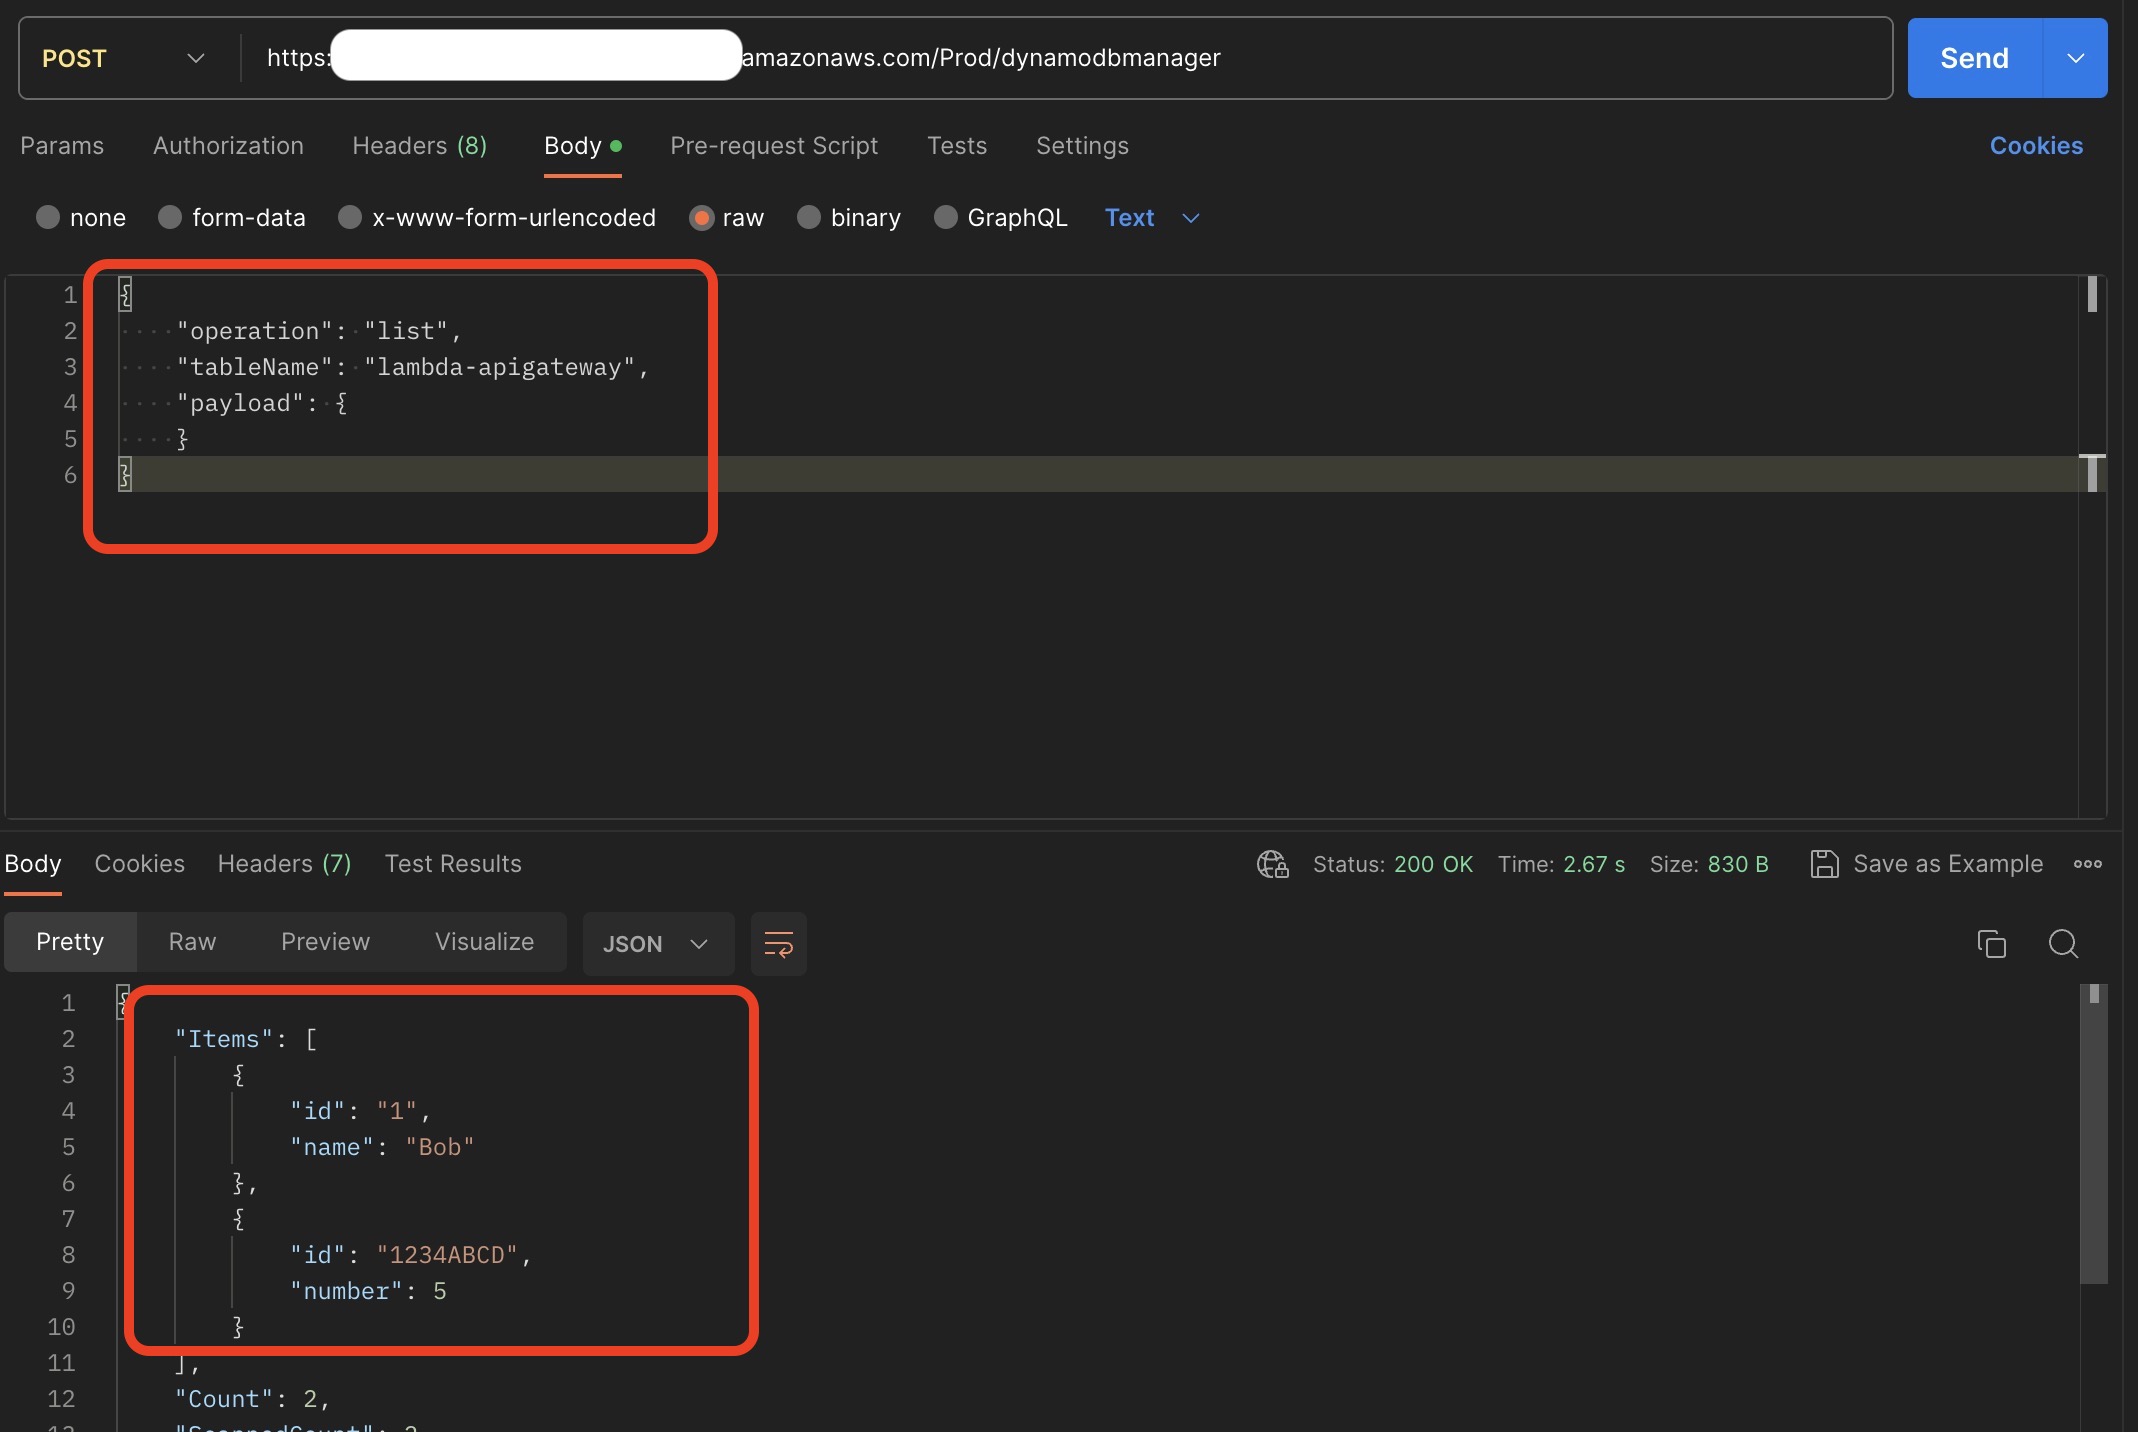 POST https: amazonaws.com/Prod/dynamodbmanager Send
Params Authorization Headers (8) Body Pre-request Script Tests Settings Cookies
none form-data x-www-form-urlencoded raw binary GraphQL Text
1 {
2 "operation": "list",
3 "tableName": "lambda-apigateway",
4 "payload": {
5 }
6 }
Body Cookies Headers (7) Test Results Status: 200 OK Time: 2.67 s Size: 830 B Save as Example
Pretty Raw Preview Visualize JSON
1 {
2 "Items": [
3 {
4 "id": "1",
5 "name": "Bob"
6 },
7 {
8 "id": "1234ABCD",
9 "number": 5
10 }
11 ],
12 "Count": 2,
"ScannedCount":